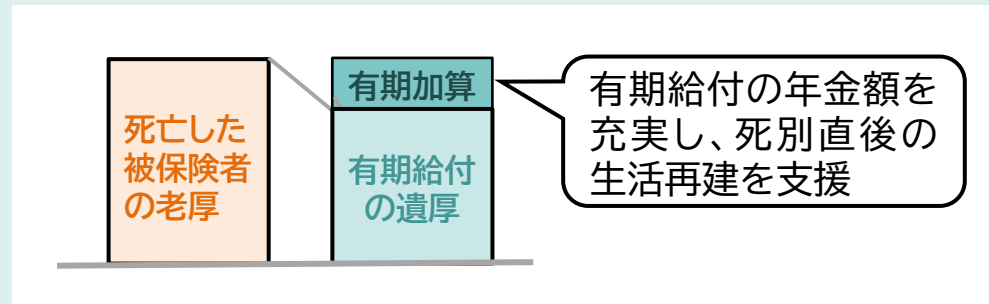 死亡した
被保険者
の老厚
有期加算
有期給付
の遺厚
有期給付の年金額を
充実し、死別直後の
生活再建を支援